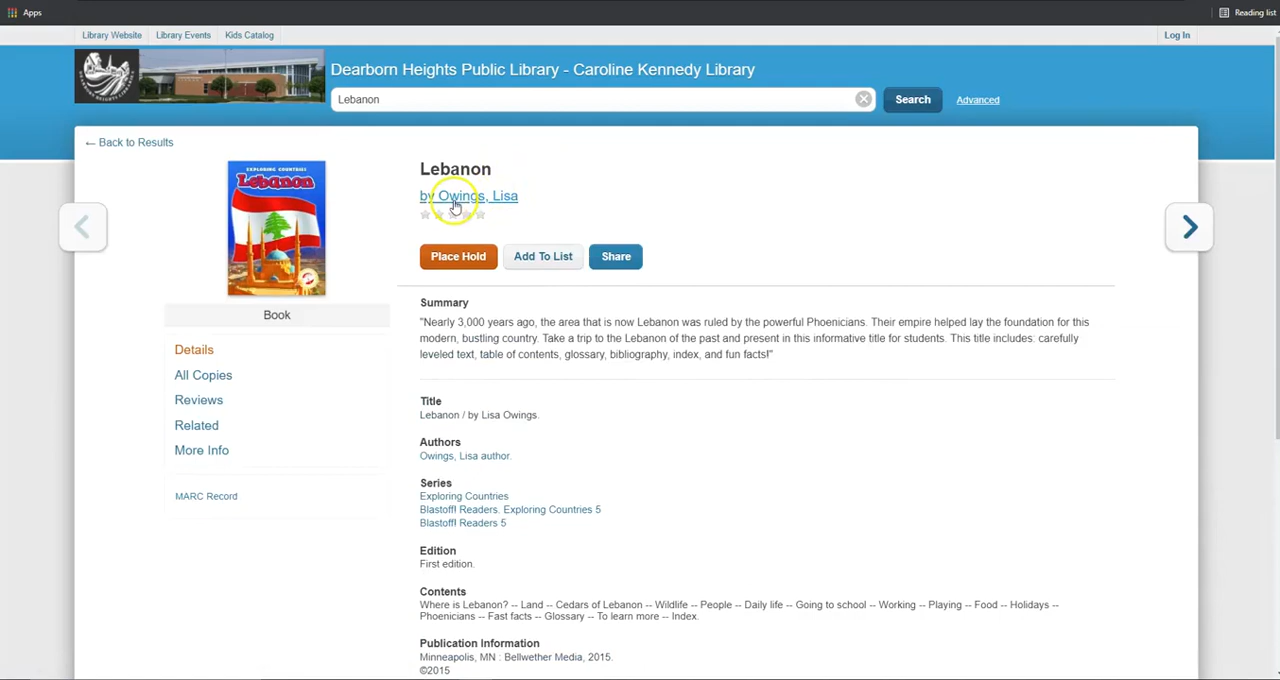 Apps
Reading list
Library Website
Library Events
Kids Catalog
Log In
Dearborn Heights Public Library - Caroline Kennedy Library
Lebanon
Search
Advanced
← Back to Results
EXPLORING COUNTRIES
Lebanon
Book
Details
All Copies
Reviews
Related
More Info
MARC Record
Lebanon
by Owings, Lisa
Place Hold
Add To List
Share
Summary
"Nearly 3,000 years ago, the area that is now Lebanon was ruled by the powerful Phoenicians. Their empire helped lay the foundation for this
modern, bustling country. Take a trip to the Lebanon of the past and present in this informative title for students. This title includes: carefully
leveled text, table of contents, glossary, bibliography, index, and fun facts!"
Title
Lebanon / by Lisa Owings.
Authors
Owings, Lisa author.
Series
Exploring Countries
Blastoff! Readers. Exploring Countries 5
Blastoff! Readers 5
Edition
First edition.
Contents
Where is Lebanon? -- Land -- Cedars of Lebanon -- Wildlife -- People -- Daily life -- Going to school -- Working -- Playing -- Food -- Holidays --
Phoenicians -- Fast facts -- Glossary -- To learn more -- Index.
Publication Information
Minneapolis, MN : Bellwether Media, 2015.
©2015